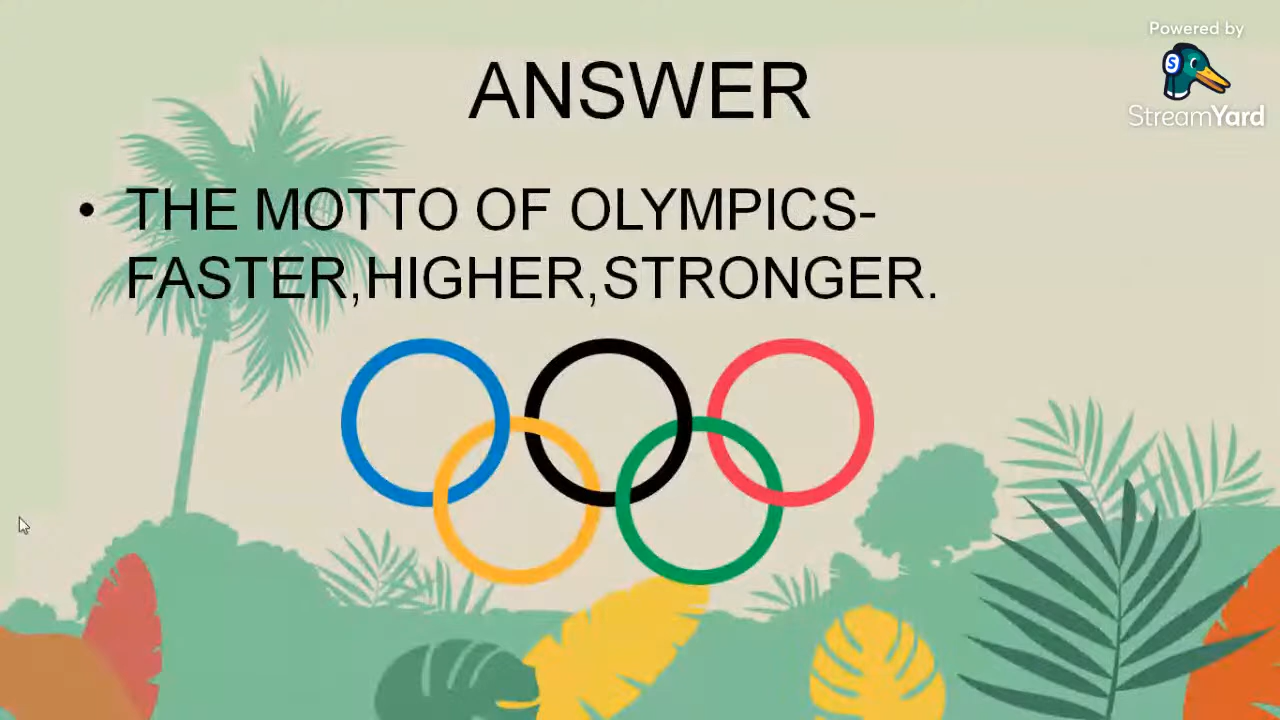 Powered by
StreamYard
ANSWER
• THE MOTTO OF OLYMPICS-
FASTER,HIGHER,STRONGER.